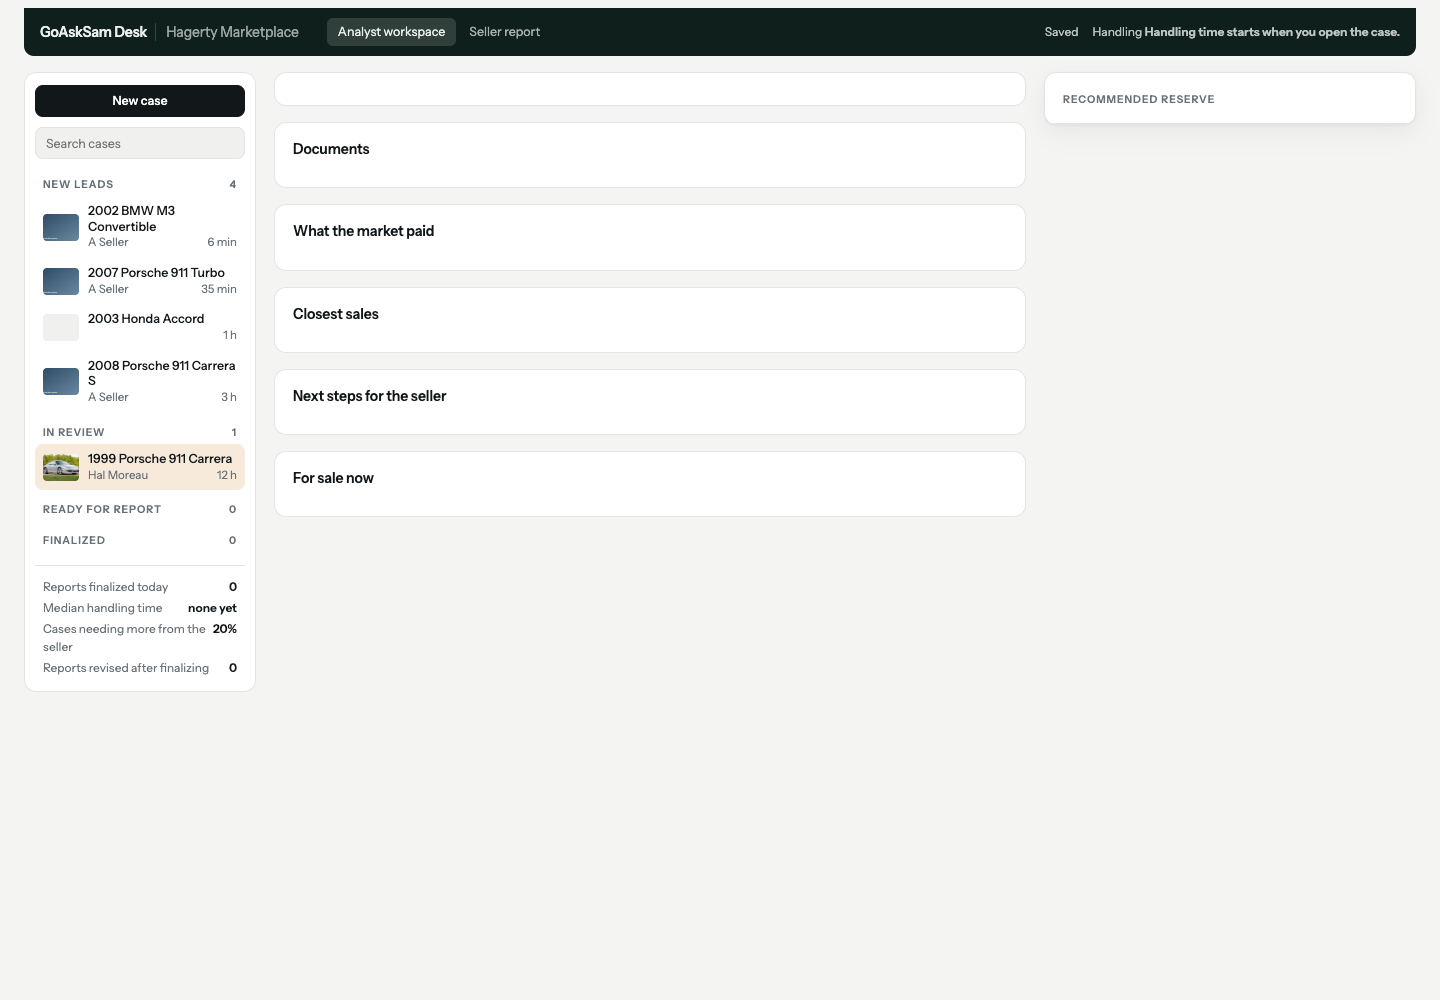 GoAskSam Desk
Hagerty Marketplace
Analyst workspace
Seller report
Saved
Handling Handling time starts when you open the case.
New case
Search cases
NEW LEADS 4
2002 BMW M3
Convertible
A Seller 6 min
2007 Porsche 911 Turbo
A Seller 35 min
2003 Honda Accord
1 h
2008 Porsche 911 Carrera
S
A Seller 3 h
IN REVIEW 1
1999 Porsche 911 Carrera
Hal Moreau 12 h
READY FOR REPORT 0
FINALIZED 0
Reports finalized today 0
Median handling time none yet
Cases needing more from the 20%
seller
Reports revised after finalizing 0
Documents
What the market paid
Closest sales
Next steps for the seller
For sale now
RECOMMENDED RESERVE